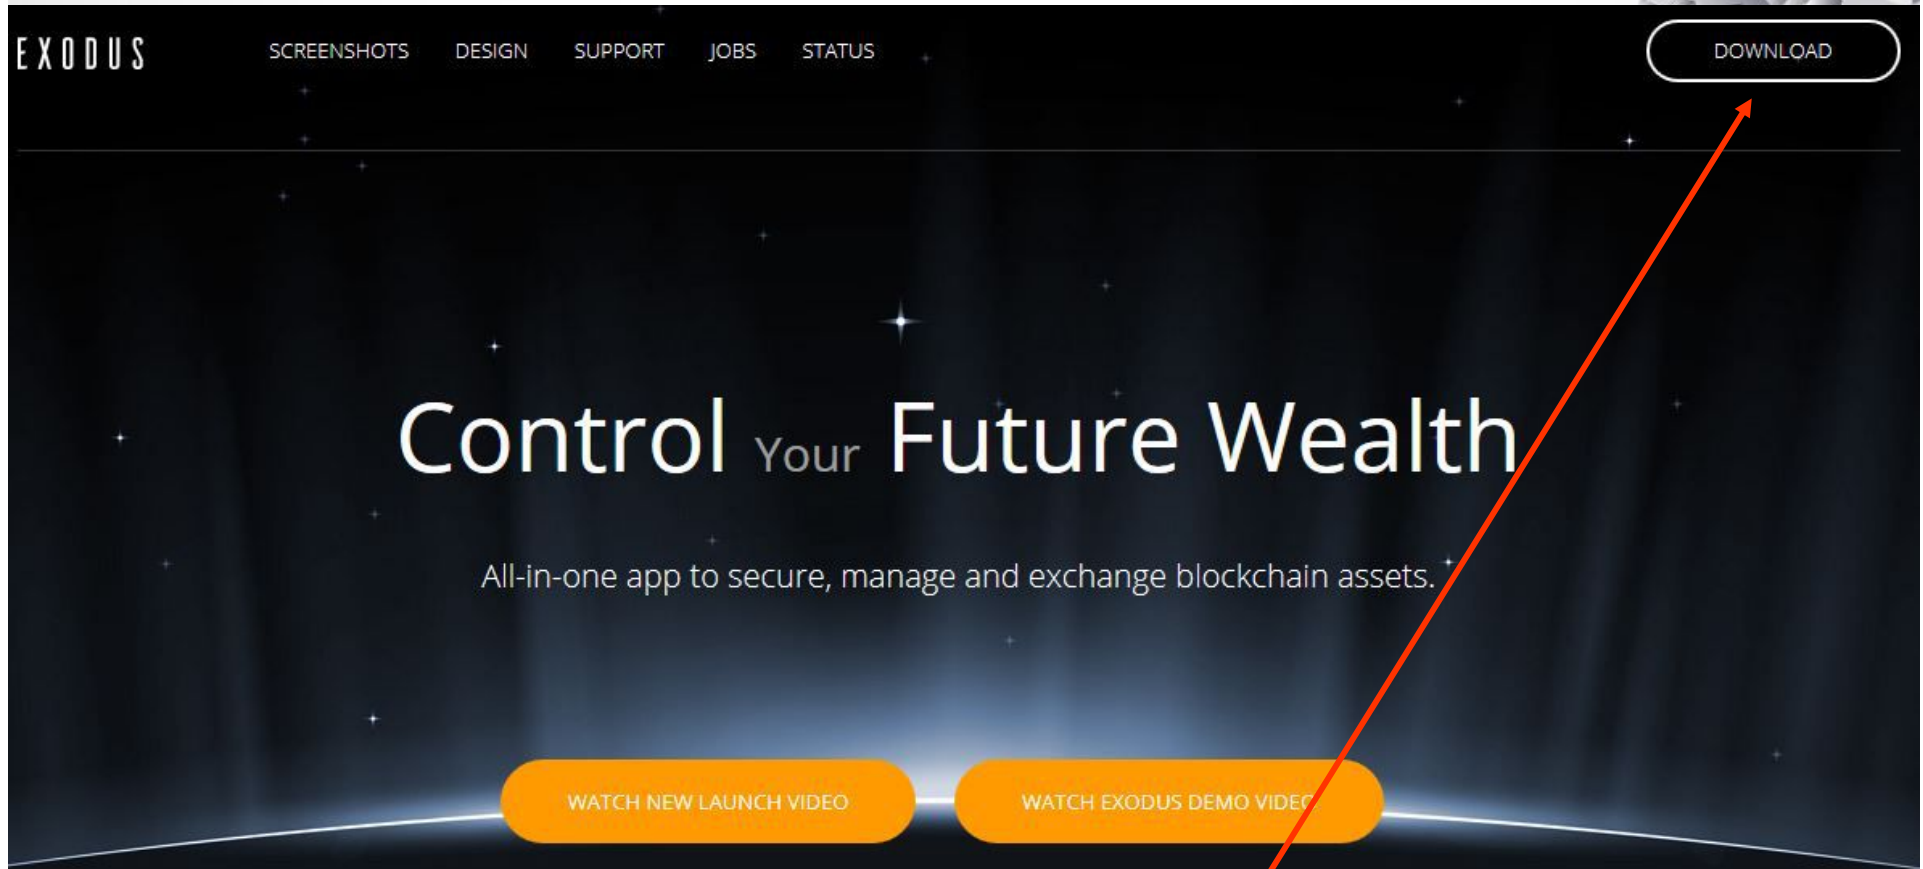 EXODUS SCREENSHOTS DESIGN SUPPORT JOBS STATUS DOWNLOAD
Control Your Future Wealth
All-in-one app to secure, manage and exchange blockchain assets.
WATCH NEW LAUNCH VIDEO WATCH EXODUS DEMO VIDEO